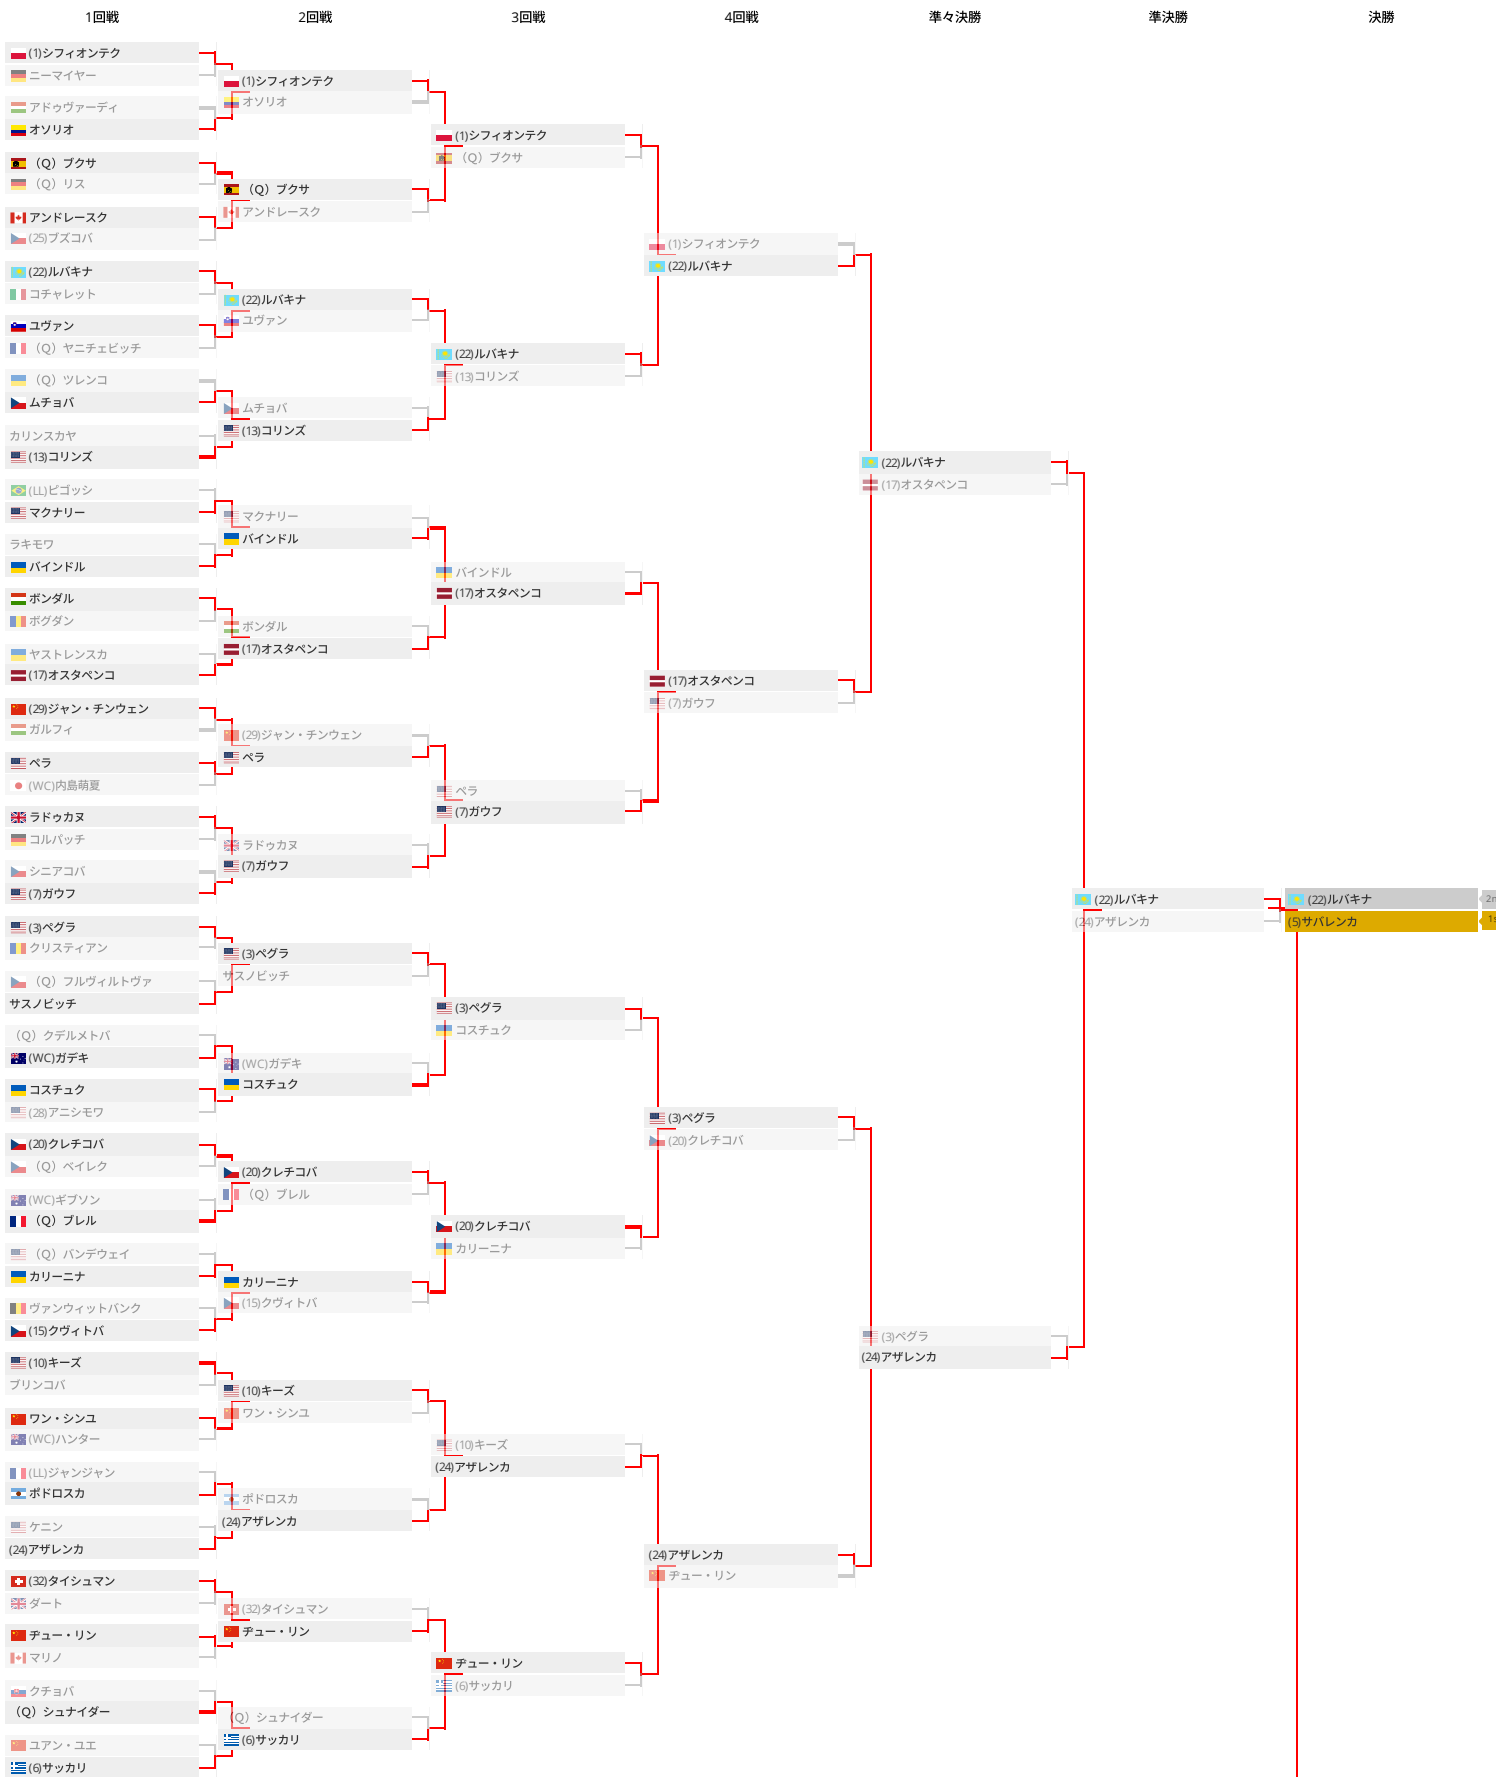 1回戦
2回戦
3回戦
4回戦
準々決勝
準決勝
決勝
(1)シフィオンテク
ニーマイヤー
アドゥヴァーディ
オソリオ
（Q）ブクサ
（Q）リス
アンドレースク
(25)ブズコバ
(22)ルバキナ
コチャレット
ユヴァン
（Q）ヤニチェビッチ
（Q）ツレンコ
ムチョバ
カリンスカヤ
(13)コリンズ
(LL)ピゴッシ
マクナリー
ラキモワ
バインドル
ボンダル
ボグダン
ヤストレンスカ
(17)オスタペンコ
(29)ジャン・チンウェン
ガルフィ
ペラ
(WC)内島萌夏
ラドゥカヌ
コルパッチ
シニアコバ
(7)ガウフ
(3)ペグラ
クリスティアン
（Q）フルヴィルトヴァ
サスノビッチ
（Q）クデルメトバ
(WC)ガデキ
コスチュク
(28)アニシモワ
(20)クレチコバ
（Q）ベイレク
(WC)ギブソン
（Q）ブレル
（Q）バンデウェイ
カリーニナ
ヴァンウィットバンク
(15)クヴィトバ
(10)キーズ
ブリンコバ
ワン・シンユ
(WC)ハンター
(LL)ジャンジャン
ポドロスカ
ケニン
(24)アザレンカ
(32)タイシュマン
ダート
ヂュー・リン
マリノ
クチョバ
（Q）シュナイダー
ユアン・ユエ
(6)サッカリ
(1)シフィオンテク
オソリオ
（Q）ブクサ
アンドレースク
(22)ルバキナ
ユヴァン
ムチョバ
(13)コリンズ
マクナリー
バインドル
ボンダル
(17)オスタペンコ
(29)ジャン・チンウェン
ペラ
ラドゥカヌ
(7)ガウフ
(3)ペグラ
サスノビッチ
(WC)ガデキ
コスチュク
(20)クレチコバ
（Q）ブレル
カリーニナ
(15)クヴィトバ
(10)キーズ
ワン・シンユ
ポドロスカ
(24)アザレンカ
(32)タイシュマン
ヂュー・リン
（Q）シュナイダー
(6)サッカリ
(1)シフィオンテク
（Q）ブクサ
(22)ルバキナ
(13)コリンズ
バインドル
(17)オスタペンコ
ペラ
(7)ガウフ
(3)ペグラ
コスチュク
(20)クレチコバ
カリーニナ
(10)キーズ
(24)アザレンカ
ヂュー・リン
(6)サッカリ
(1)シフィオンテク
(22)ルバキナ
(17)オスタペンコ
(7)ガウフ
(3)ペグラ
(20)クレチコバ
(24)アザレンカ
ヂュー・リン
(22)ルバキナ
(17)オスタペンコ
(3)ペグラ
(24)アザレンカ
(22)ルバキナ
(24)アザレンカ
(22)ルバキナ
(5)サバレンカ